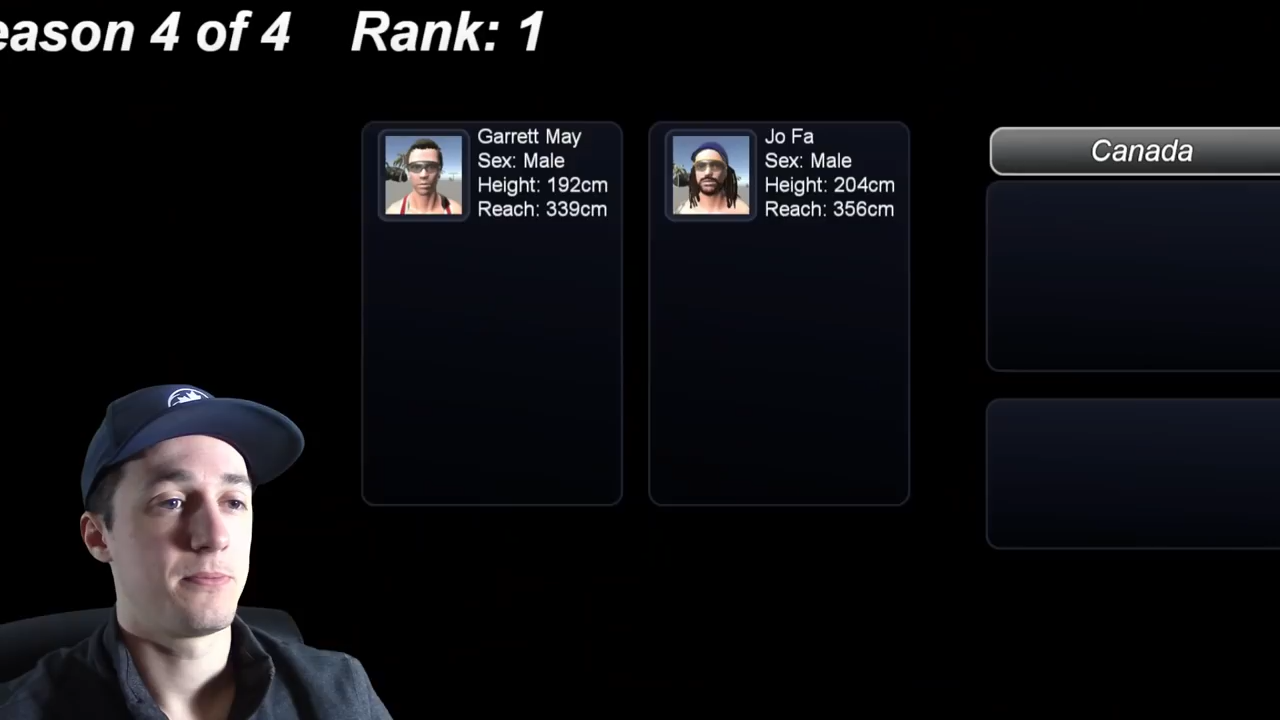 eason 4 of 4 Rank: 1
Garrett May
Sex: Male
Height: 192cm
Reach: 339cm
Jo Fa
Sex: Male
Height: 204cm
Reach: 356cm
Canada